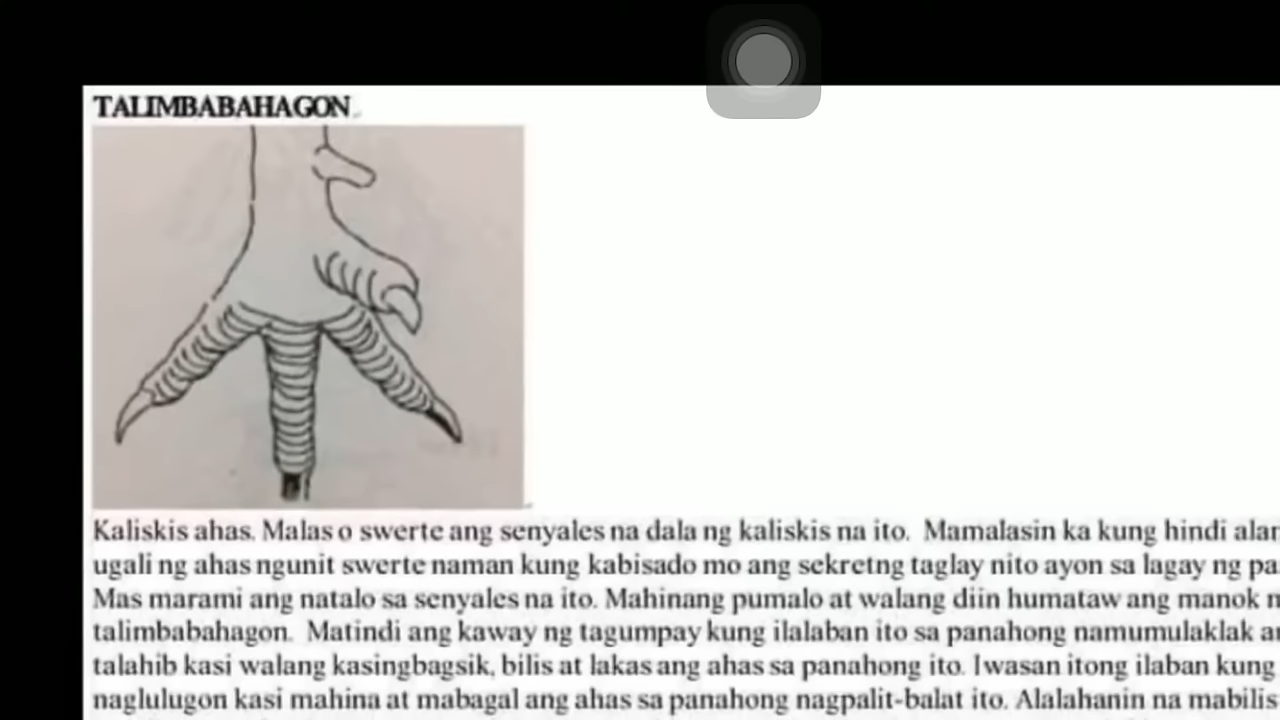 TALIMBABAHAGON
Kaliskis ahas. Malas o swerte ang senyales na dala ng kaliskis na ito. Mamalasin ka kung hindi
ugali ng ahas ngunit swerte naman kung kabisado mo ang sekretng taglay nito ayon sa lagay ng
Mas marami ang natalo sa senyales na ito. Mahinang pumalo at walang diin humataw ang manok
talimbabahagon. Matindi ang kaway ng tagumpay kung ilalaban ito sa panahong namumulaklak
talahib kasi walang kasingbagsik, bilis at lakas ang ahas sa panahong ito. Iwasan itong ilaban kung
naglulugon kasi mahina at mabagal ang ahas sa panahong nagpalit-balat ito. Alalahanin na mabilis